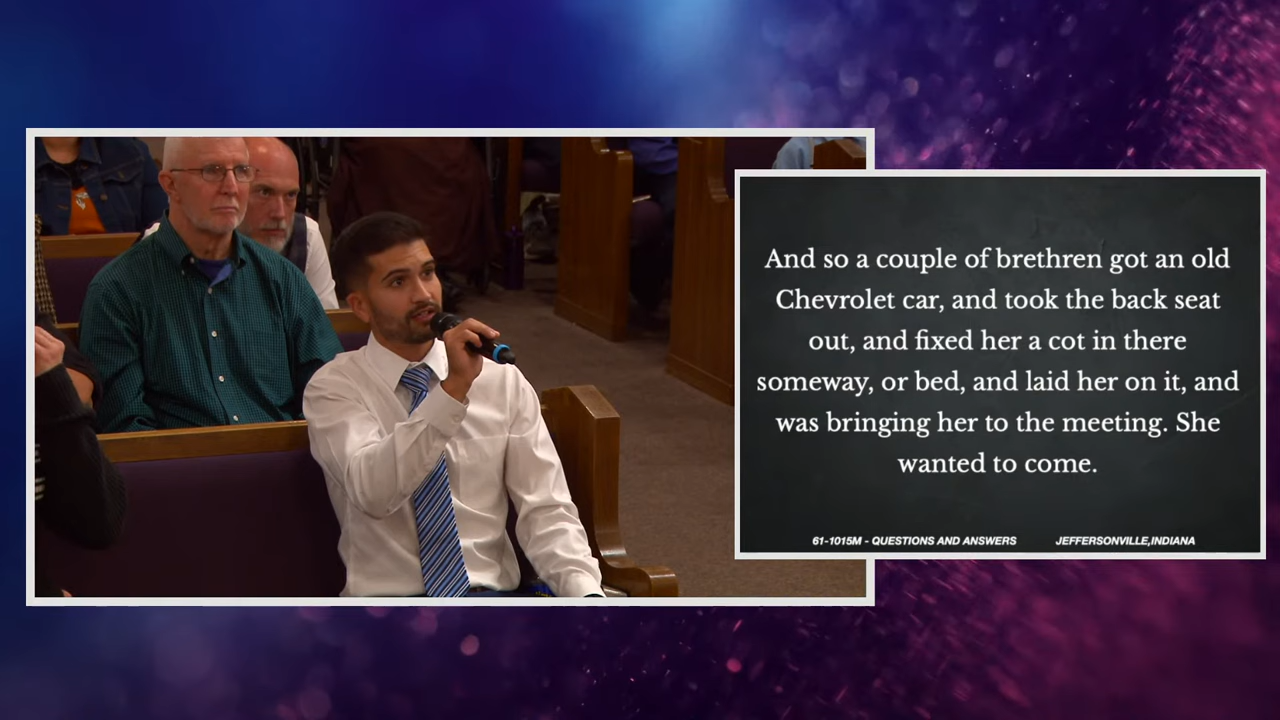 And so a couple of brethren got an old
Chevrolet car, and took the back seat
out, and fixed her a cot in there
someway, or bed, and laid her on it, and
was bringing her to the meeting. She
wanted to come.
61-1015M - QUESTIONS AND ANSWERS JEFFERSONVILLE,INDIANA